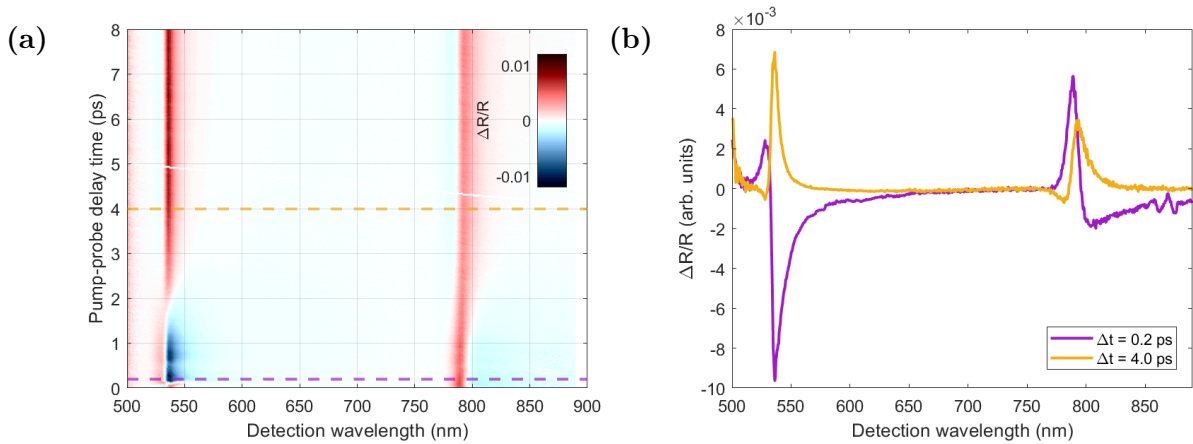 (a)
8
7
6
5
4
3
2
1
0
Pump-probe delay time (ps)
0.01
0
-0.01
ΔR/R
500 550 600 650 700 750 800 850 900
Detection wavelength (nm)
(b)
×10⁻³
8
6
4
2
0
-2
-4
-6
-8
-10
ΔR/R (arb. units)
Δt = 0.2 ps
Δt = 4.0 ps
500 550 600 650 700 750 800 850
Detection wavelength (nm)